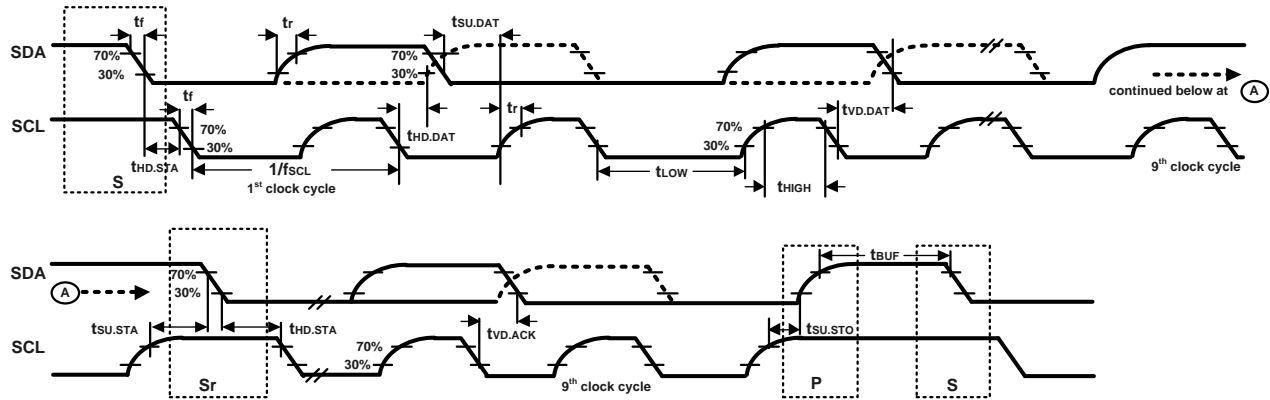 tf
tr
tSU.DAT
SDA
70%
30%
70%
30%
continued below at A
tf
tr
tVD.DAT
SCL
70%
30%
tHD.DAT
70%
30%
tHD.STA
1/fSCL
tLOW
tHIGH
S
1st clock cycle
9th clock cycle
SDA
70%
30%
tBUF
A
tSU.STA
tHD.STA
tVD.ACK
tSU.STO
SCL
70%
30%
Sr
9th clock cycle
P
S